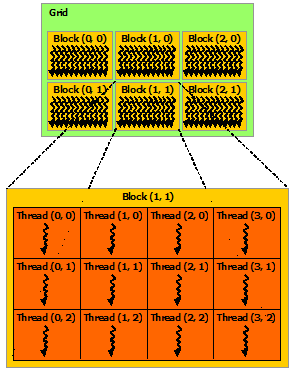 Grid
Block (0, 0) Block (1, 0) Block (2, 0)
Block (0, 1) Block (1, 1) Block (2, 1)
Block (1, 1)
Thread (0, 0) Thread (1, 0) Thread (2, 0) Thread (3, 0)
Thread (0, 1) Thread (1, 1) Thread (2, 1) Thread (3, 1)
Thread (0, 2) Thread (1, 2) Thread (2, 2) Thread (3, 2)